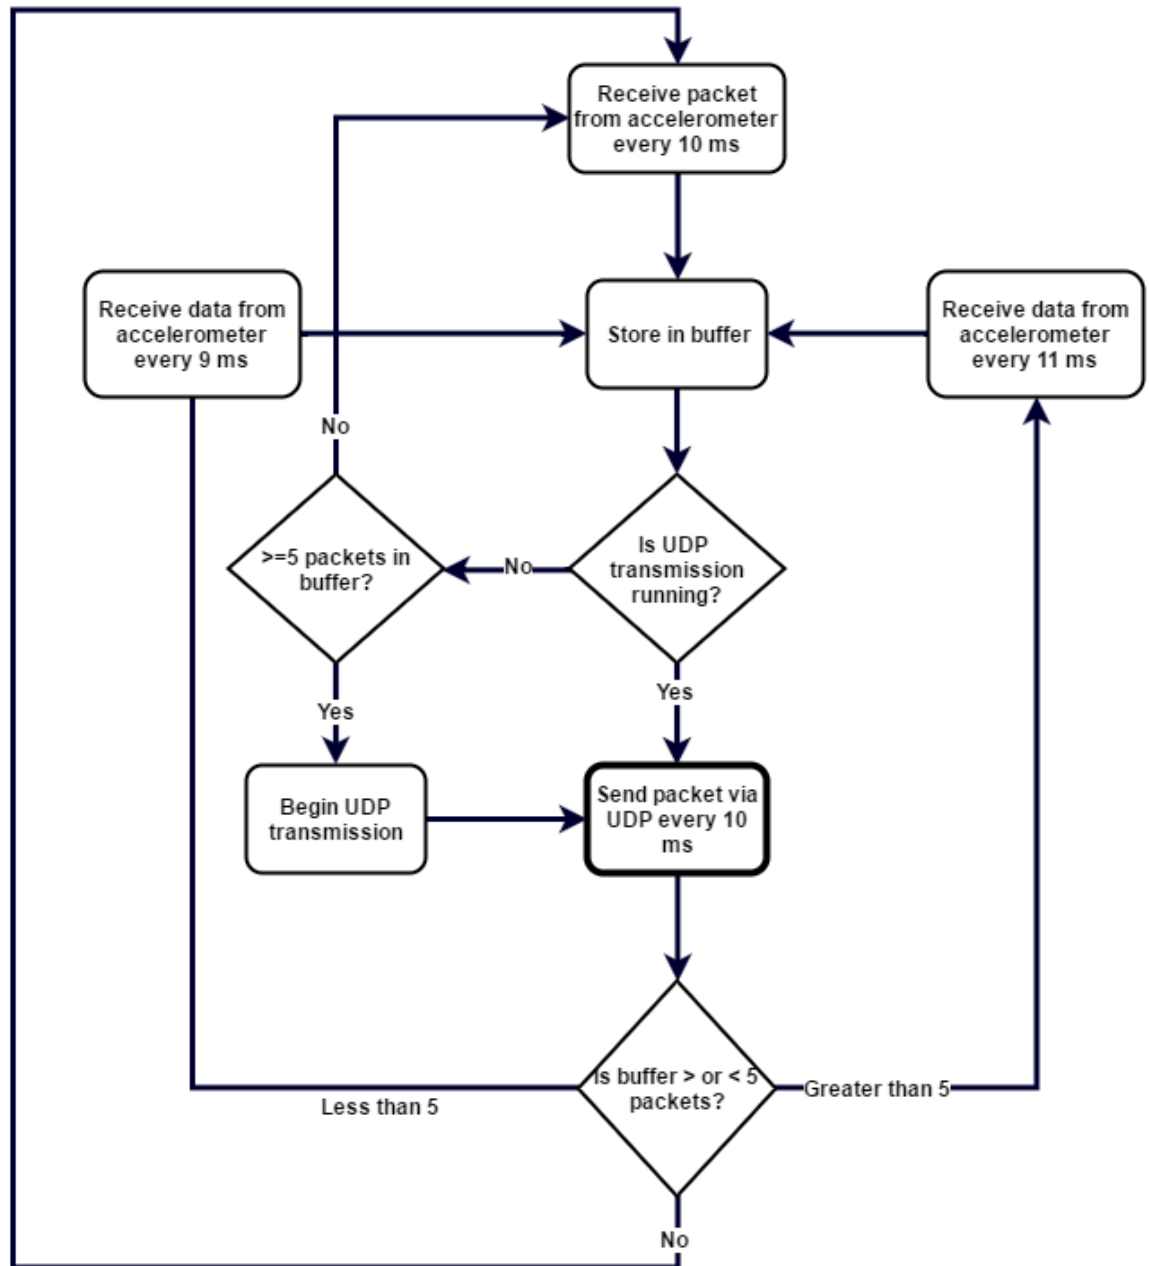 Receive packet
from accelerometer
every 10 ms
Receive data from
accelerometer
every 9 ms
Store in buffer
Receive data from
accelerometer
every 11 ms
No
>=5 packets in
buffer?
No
Is UDP
transmission
running?
Yes
Yes
Begin UDP
transmission
Send packet via
UDP every 10
ms
Is buffer > or < 5
packets?
Less than 5
Greater than 5
No